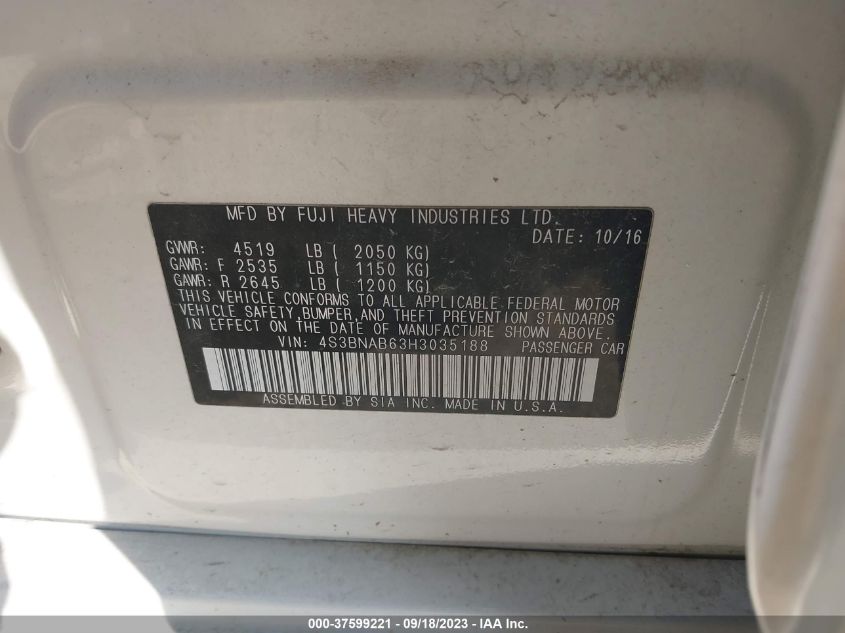 MFD BY FUJI HEAVY INDUSTRIES LTD.
DATE: 10/16
GVWR: 4519 LB ( 2050 KG)
GAWR: F 2535 LB ( 1150 KG)
GAWR: R 2645 LB ( 1200 KG)
THIS VEHICLE CONFORMS TO ALL APPLICABLE FEDERAL MOTOR
VEHICLE SAFETY, BUMPER, AND THEFT PREVENTION STANDARDS
IN EFFECT ON THE DATE OF MANUFACTURE SHOWN ABOVE.
VIN: 4S3BNAB63H3035188 PASSENGER CAR
ASSEMBLED BY SIA INC. MADE IN U.S.A.
000-37599221 - 09/18/2023 - IAA Inc.